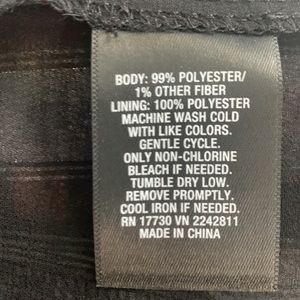 BODY: 99% POLYESTER/
1% OTHER FIBER
LINING: 100% POLYESTER
MACHINE WASH COLD
WITH LIKE COLORS.
GENTLE CYCLE.
ONLY NON-CHLORINE
BLEACH IF NEEDED.
TUMBLE DRY LOW.
REMOVE PROMPTLY.
COOL IRON IF NEEDED.
RN 17730 VN 2242811
MADE IN CHINA